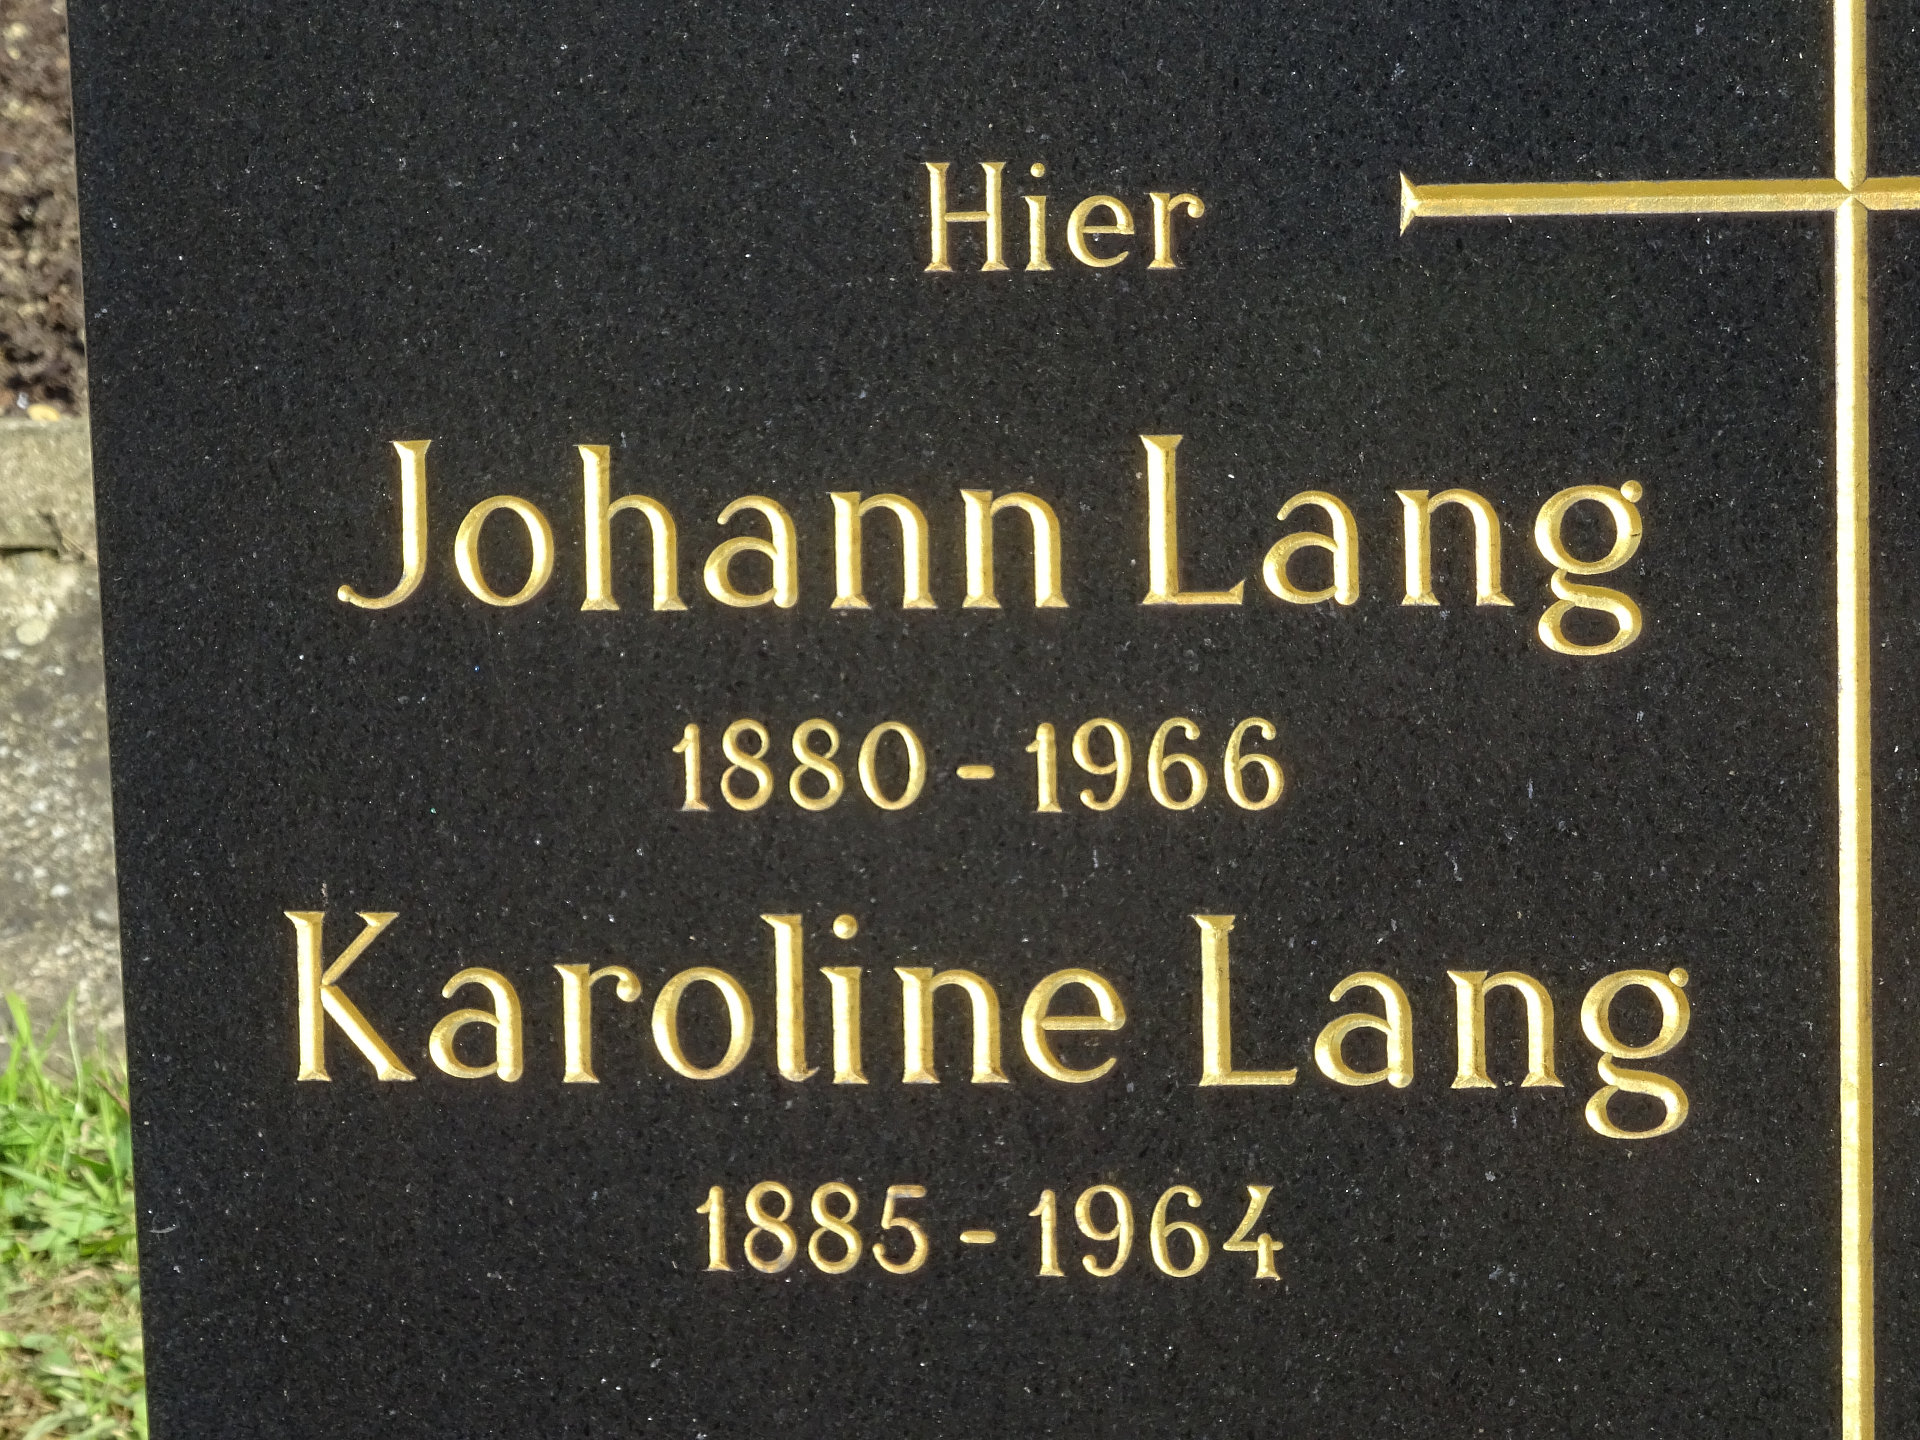 Hier
Johann Lang
1880 - 1966
Karoline Lang
1885 - 1964